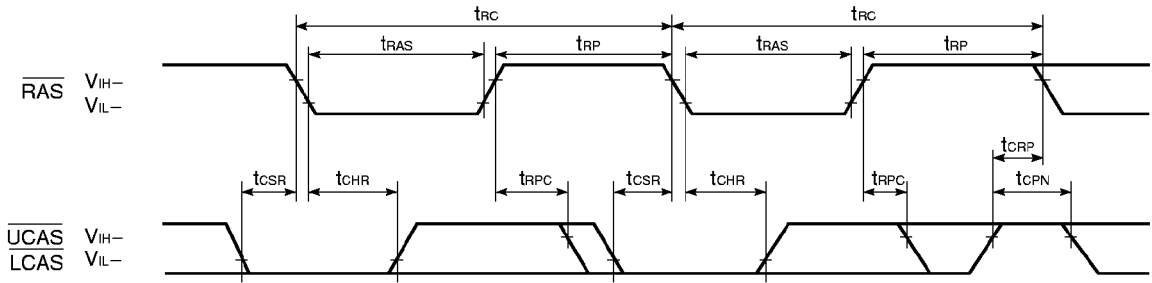 tRC tRC
tRAS tRP tRAS tRP
RAS VIH–
VIL–
tCRP
tCSR tCHR tRPC tCSR tCHR tRPC tCPN
UCAS VIH–
LCAS VIL–